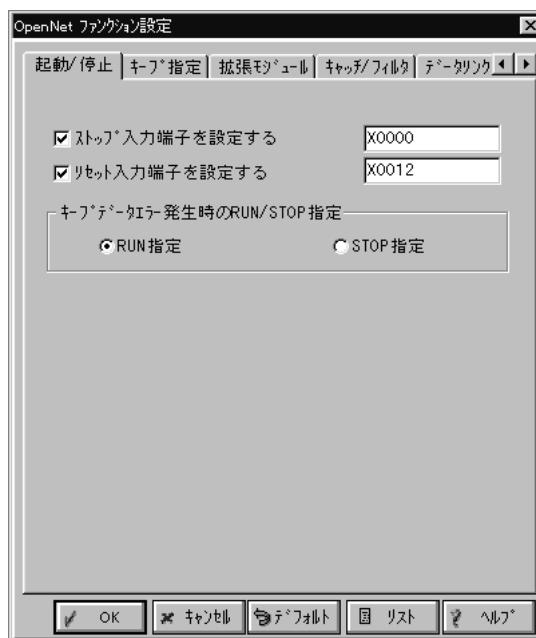 OpenNet ﾌｧﾝｸｼｮﾝ設定
起動/停止 ｷｰﾌﾟ指定 拡張ﾓｼﾞｭｰﾙ ｷｬｯﾁ/ﾌｨﾙﾀ ﾃﾞｰﾀﾘﾝｸ
ｽﾄｯﾌﾟ入力端子を設定する X0000
ﾘｾｯﾄ入力端子を設定する X0012
ｷｰﾌﾟﾃﾞｰﾀｴﾗｰ発生時のRUN/STOP指定
RUN指定 STOP指定
OK ｷｬﾝｾﾙ ﾃﾞﾌｫﾙﾄ ﾘｽﾄ ﾍﾙﾌﾟ